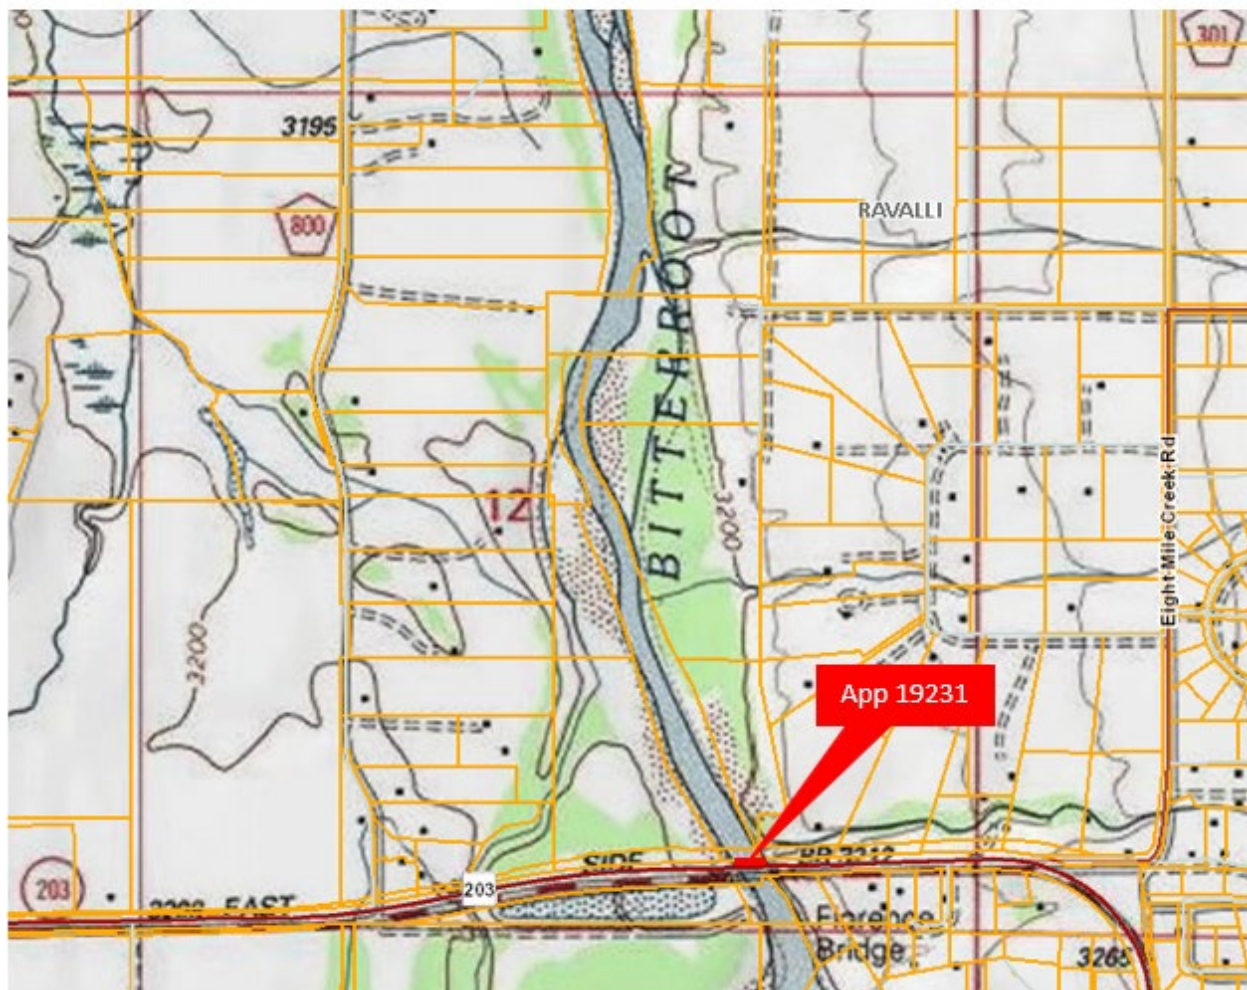 301
3195
800
RAVALLI
BITTERROOT
12
3200
Eight Mile Creek Rd
3200
App 19231
203
203
EAST
SIDE
Florence
Bridge